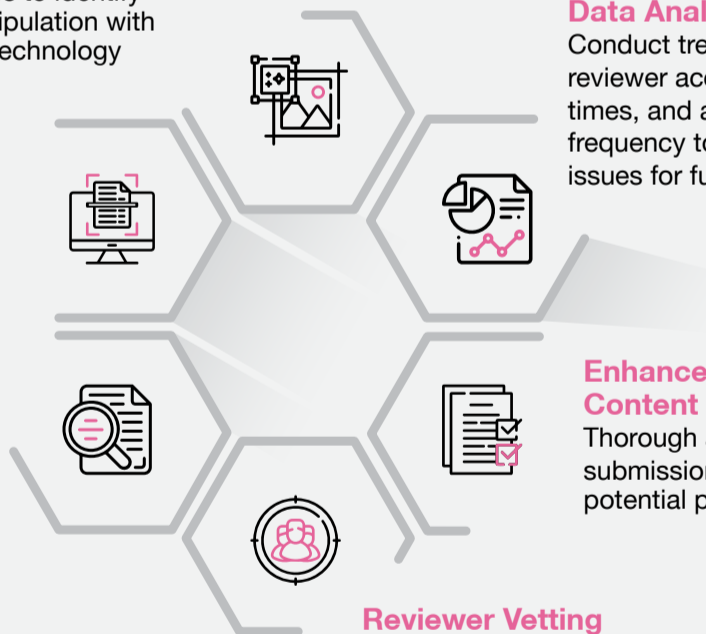 ipulation with
echnology
Data Anal
Conduct tre
reviewer acc
times, and a
frequency to
issues for fu
Enhance
Content
Thorough
submission
potential p
Reviewer Vetting